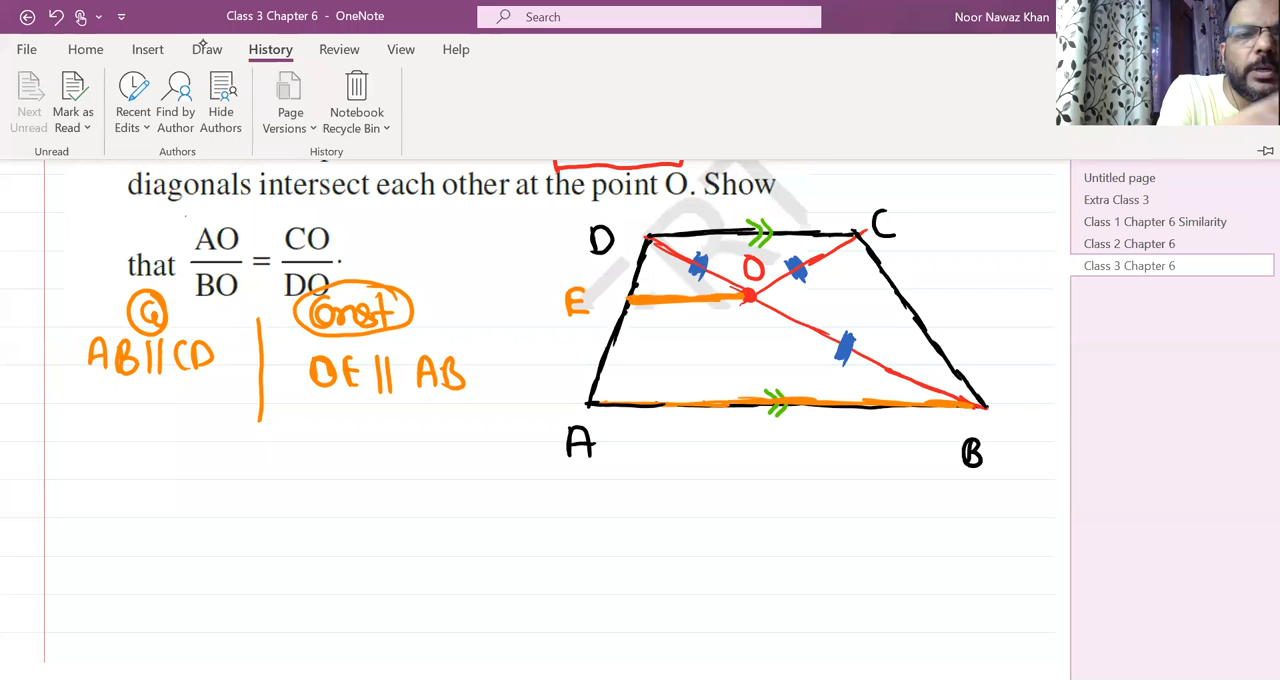 Class 3 Chapter 6 - OneNote
Search
Noor Nawaz Khan
File Home Insert Draw History Review View Help
Next Unread
Mark as Read
Recent Edits
Find by Author
Hide Authors
Page Versions
Notebook Recycle Bin
Unread
Authors
History
diagonals intersect each other at the point O. Show
that AO/BO = CO/DO.
G
AB || CD
Const
OE || AB
D
C
O
E
A
B
Untitled page
Extra Class 3
Class 1 Chapter 6 Similarity
Class 2 Chapter 6
Class 3 Chapter 6